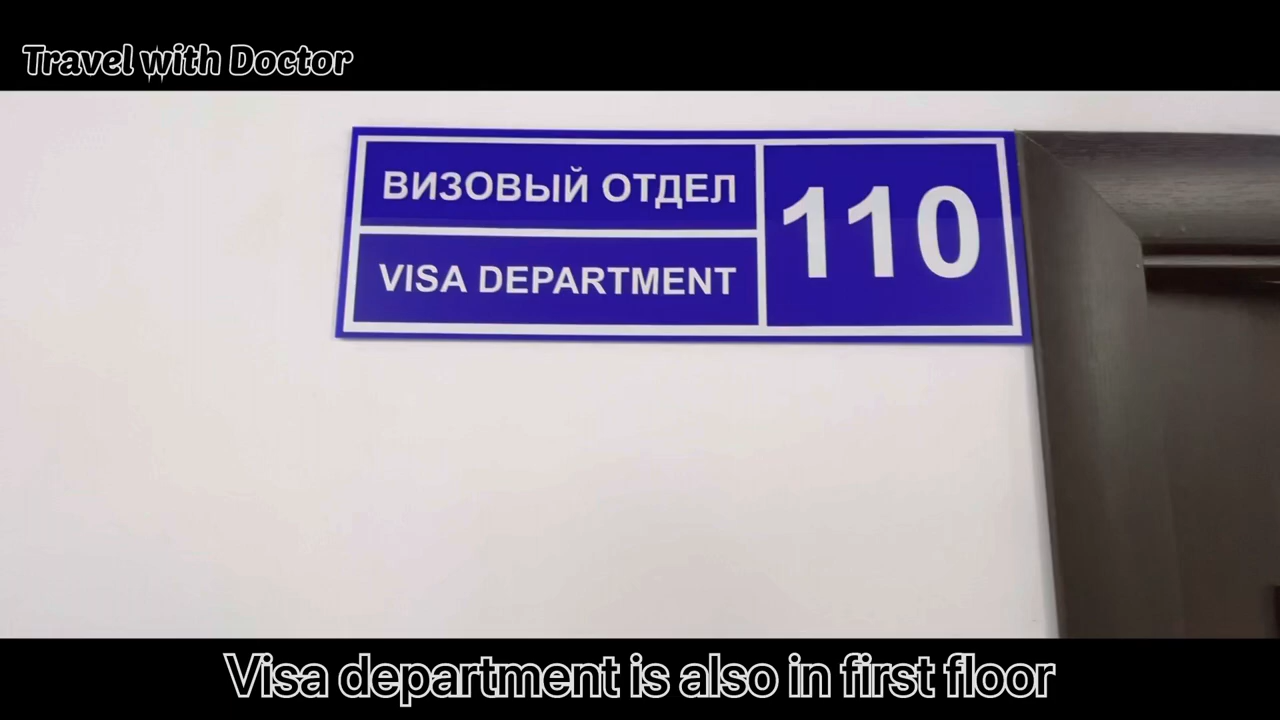 Travel with Doctor
ВИЗОВЫЙ ОТДЕЛ
VISA DEPARTMENT
110
Visa department is also in first floor